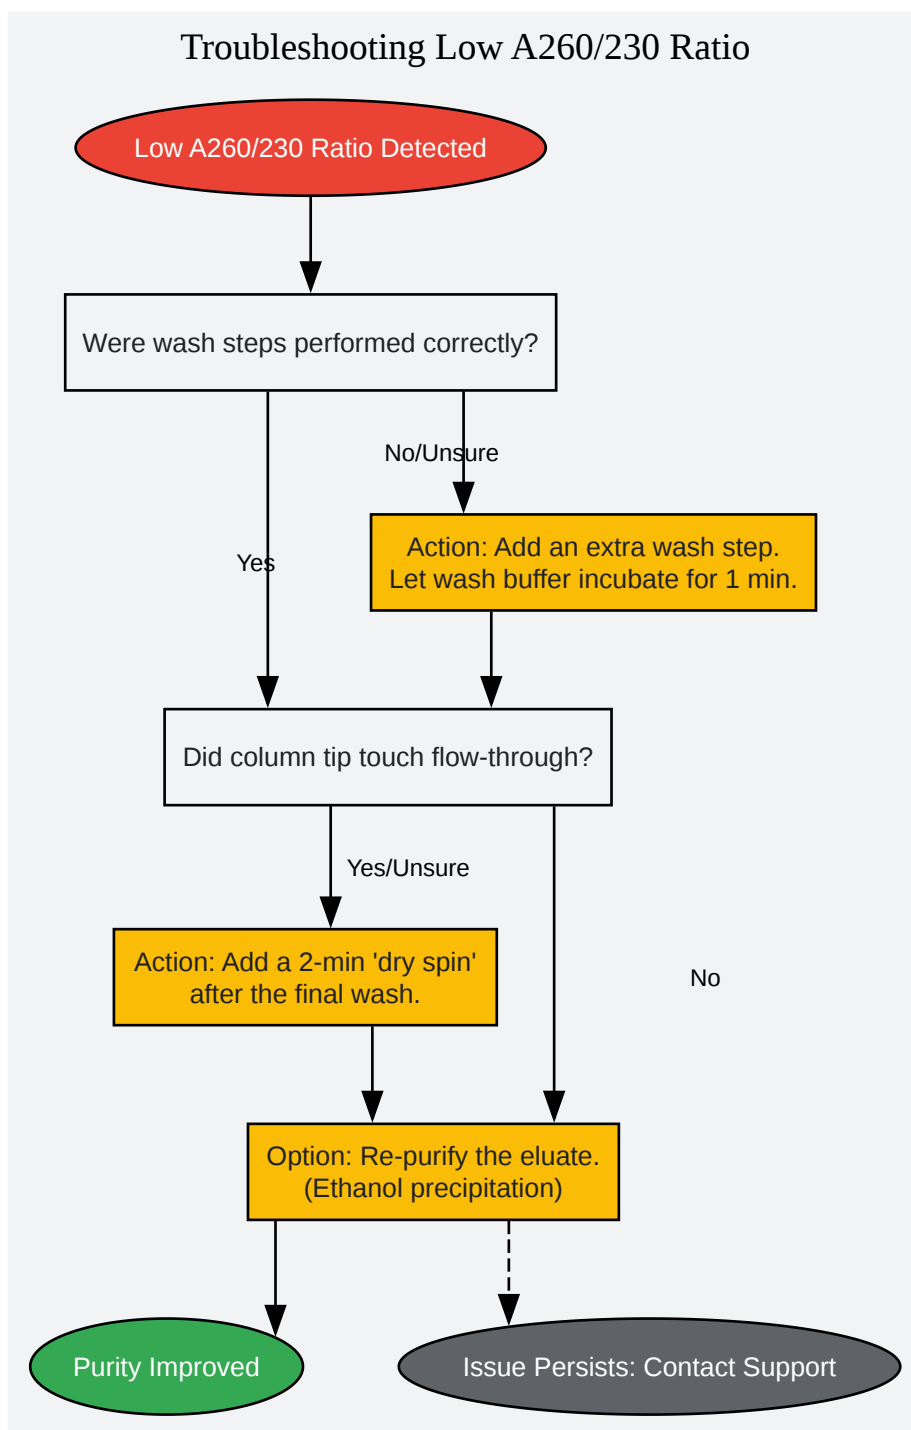 Troubleshooting Low A260/230 Ratio
Low A260/230 Ratio Detected
Were wash steps performed correctly?
No/Unsure
Action: Add an extra wash step.
Let wash buffer incubate for 1 min.
Yes
Did column tip touch flow-through?
Yes/Unsure
Action: Add a 2-min 'dry spin'
after the final wash.
No
Option: Re-purify the eluate.
(Ethanol precipitation)
Purity Improved
Issue Persists: Contact Support